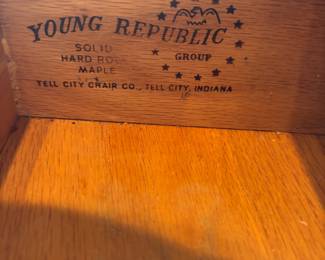 YOUNG REPUBLIC
GROUP
SOLID
HARD ROCK
MAPLE
TELL CITY CHAIR CO., TELL CITY, INDIANA